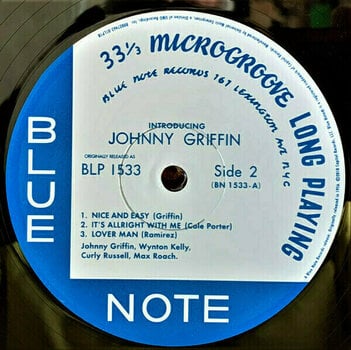 33⅓ MICROGROOVE LONG PLAYING
BLUE NOTE RECORDS 767 LEXINGTON AVE NYC
BLUE
NOTE
INTRODUCING
JOHNNY GRIFFIN
ORIGINALLY RELEASED AS
BLP 1533
Side 2
(BN 1533-A)
1. NICE AND EASY (Griffin)
2. IT'S ALLRIGHT WITH ME (Cole Porter)
3. LOVER MAN (Ramirez)
Johnny Griffin, Wynton Kelly,
Curly Russell, Max Roach.